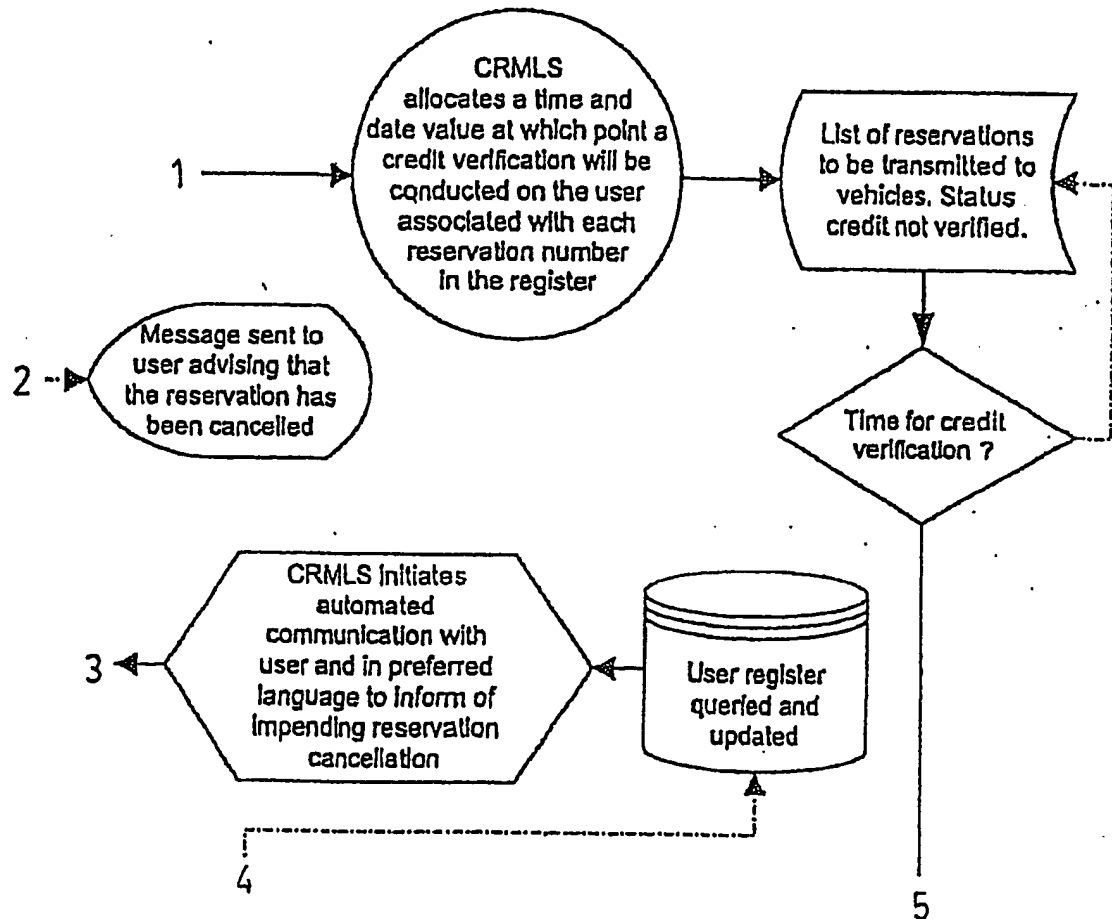 CRMLS
allocates a time and
date value at which point a
credit verification will be
conducted on the user
associated with each
reservation number
in the register
1
List of reservations
to be transmitted to
vehicles. Status
credit not verified.
2
Message sent to
user advising that
the reservation has
been cancelled
Time for credit
verification ?
3
CRMLS initiates
automated
communication with
user and in preferred
language to inform of
impending reservation
cancellation
User register
queried and
updated
4
5